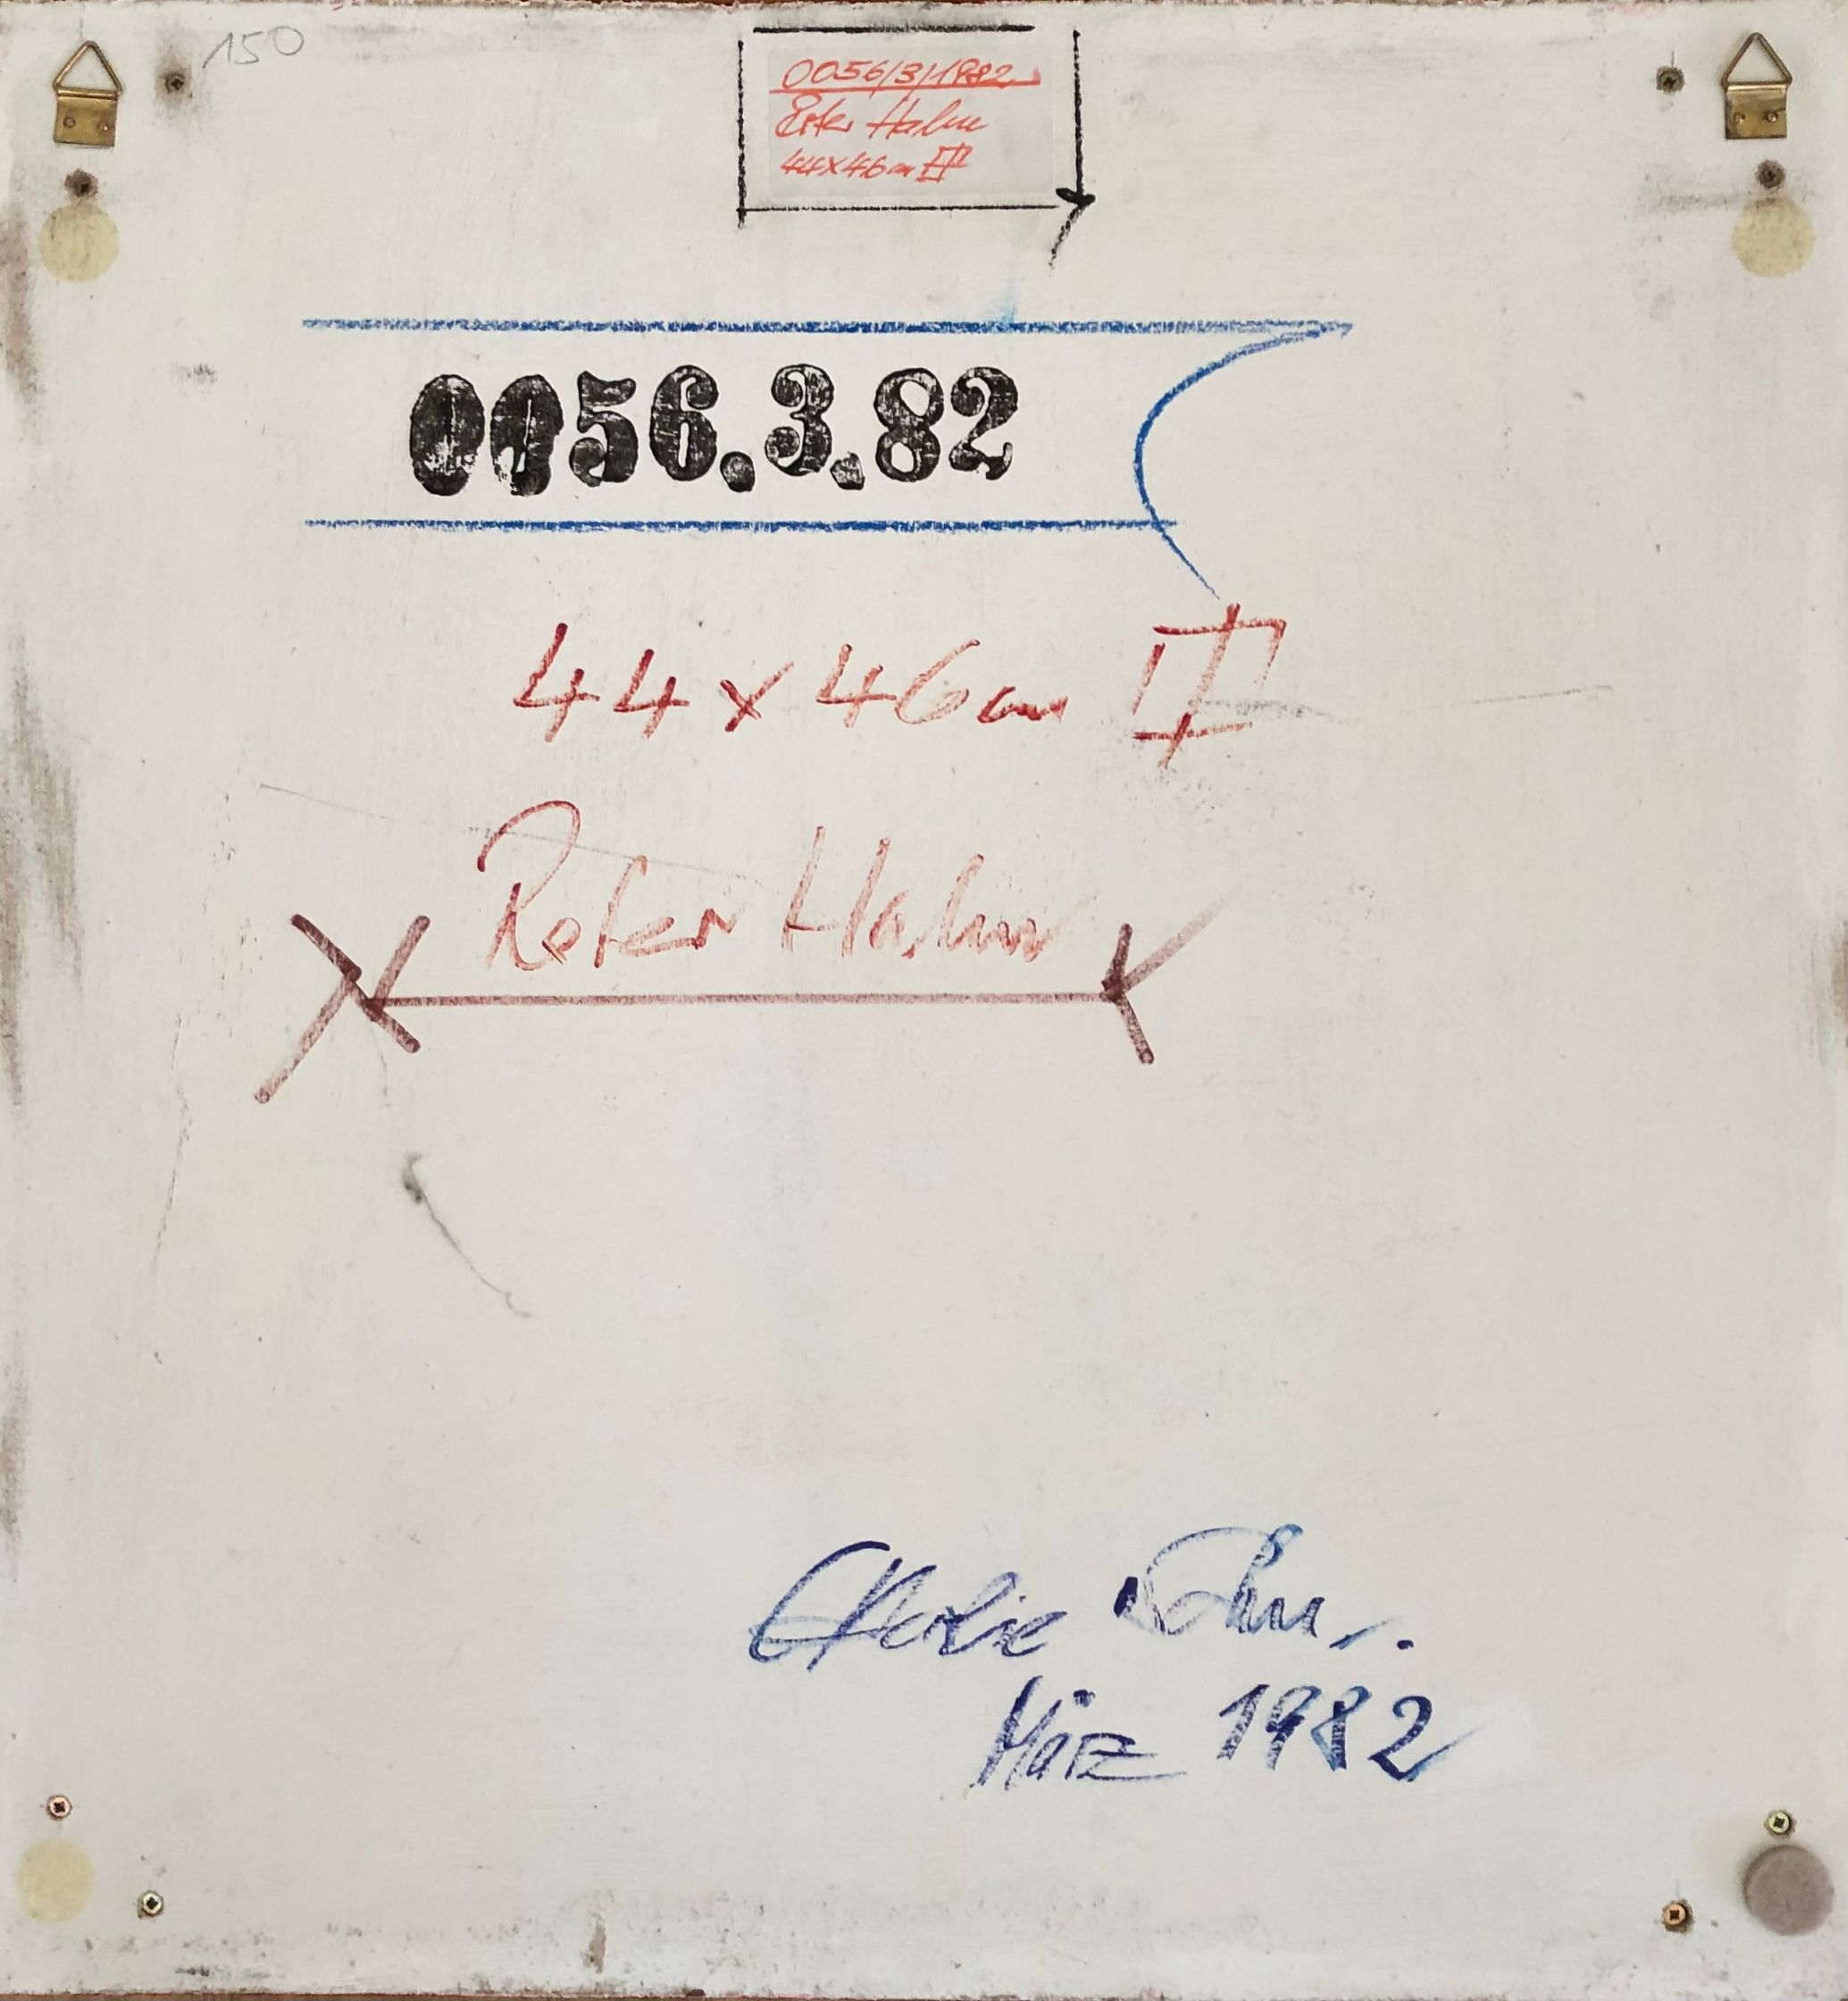 150
0056/3/1982
Roter Hahn
44x46cm
0056.3.82
44x46cm
Roter Hahn
März 1982